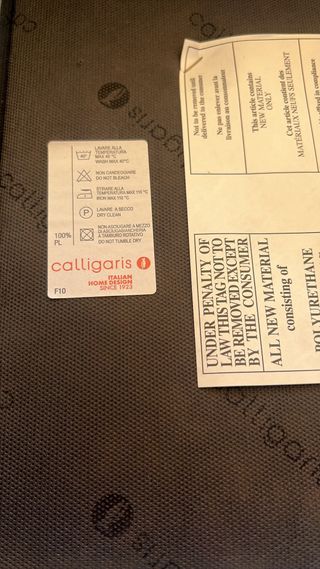 calligaris
LAVARE ALLA
TEMPERATURA
MAX 40 °C
WASH MAX 40°C
40°
NON CANDEGGIARE
DO NOT BLEACH
STIRARE ALLA
TEMPERATURA MAX 110 °C
IRON MAX 110 °C
P
LAVARE A SECCO
DRY CLEAN
NON ASCIUGARE A MEZZO
DI ASCIUGABIANCHERIA
A TAMBURO ROTATIVO
DO NOT TUMBLE DRY
100%
PL
calligaris
ITALIAN
HOME DESIGN
SINCE 1923
F10
Not to be removed until
delivered to the consumer
Ne pas enlever avant la
livraison au consommateur
This article contains
NEW MATERIAL
ONLY
Cet article contient des
MATÉRIAUX NEUFS SEULEMENT
in compliance
UNDER PENALTY OF
LAW THIS TAG NOT TO
BE REMOVED EXCEPT
BY THE CONSUMER
ALL NEW MATERIAL
consisting of
POLYURETHANE
calligaris